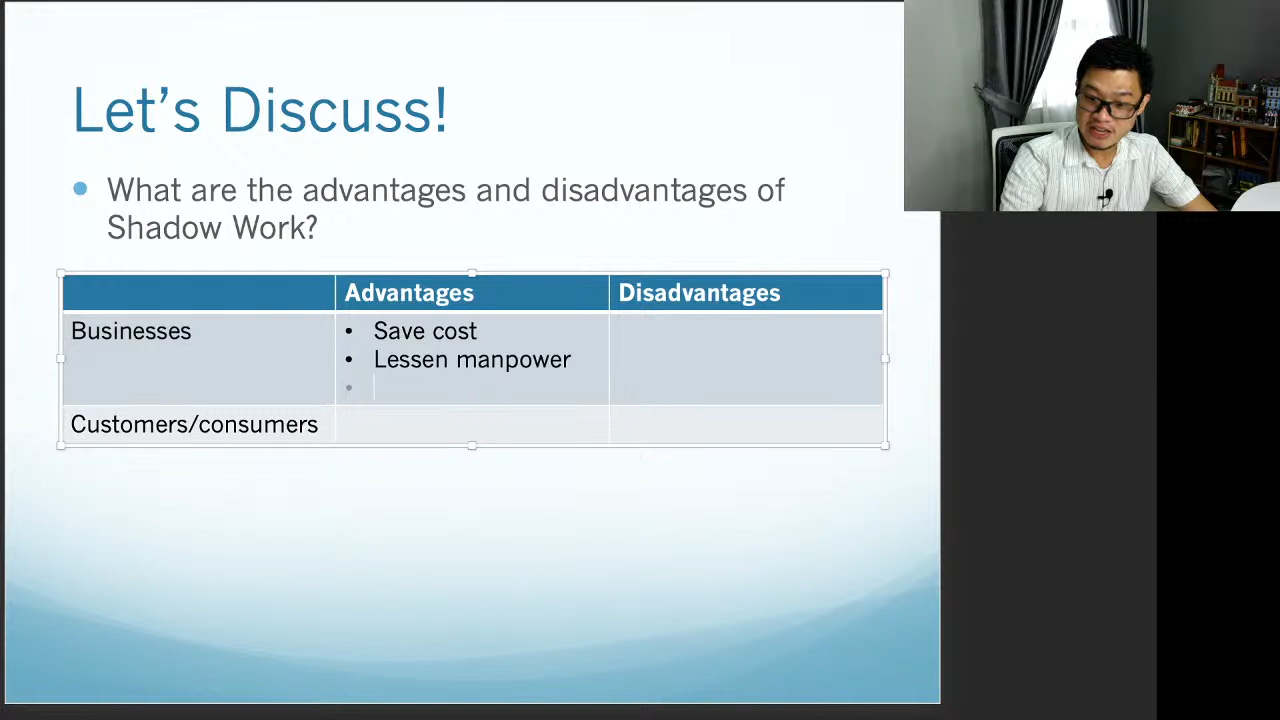 Let's Discuss!
• What are the advantages and disadvantages of
Shadow Work?
Advantages
Disadvantages
Businesses
• Save cost
• Lessen manpower
•
Customers/consumers